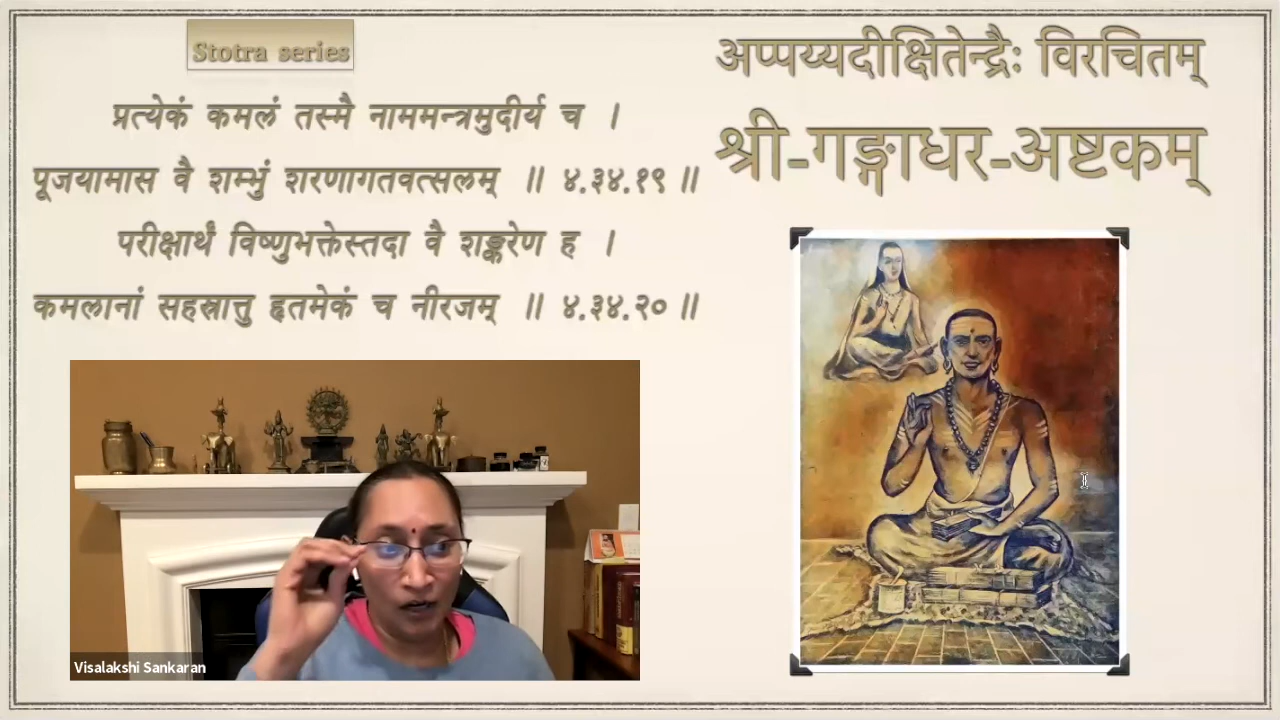 Stotra series
प्रत्येकं कमलं तस्मै नाममन्त्रमुदीर्य च ।
पूजयामास वै शम्भुं शरणागतवत्सलम् ॥ ४.३४.१९ ॥
परीक्षार्थं विष्णुभक्तेस्तदा वै शङ्करेण ह ।
कमलानां सहस्रात्तु हृतमेकं च नीरजम् ॥ ४.३४.२० ॥
अप्पय्यदीक्षितेन्द्रैः विरचितम्
श्री-गङ्गाधर-अष्टकम्
Visalakshi Sankaran